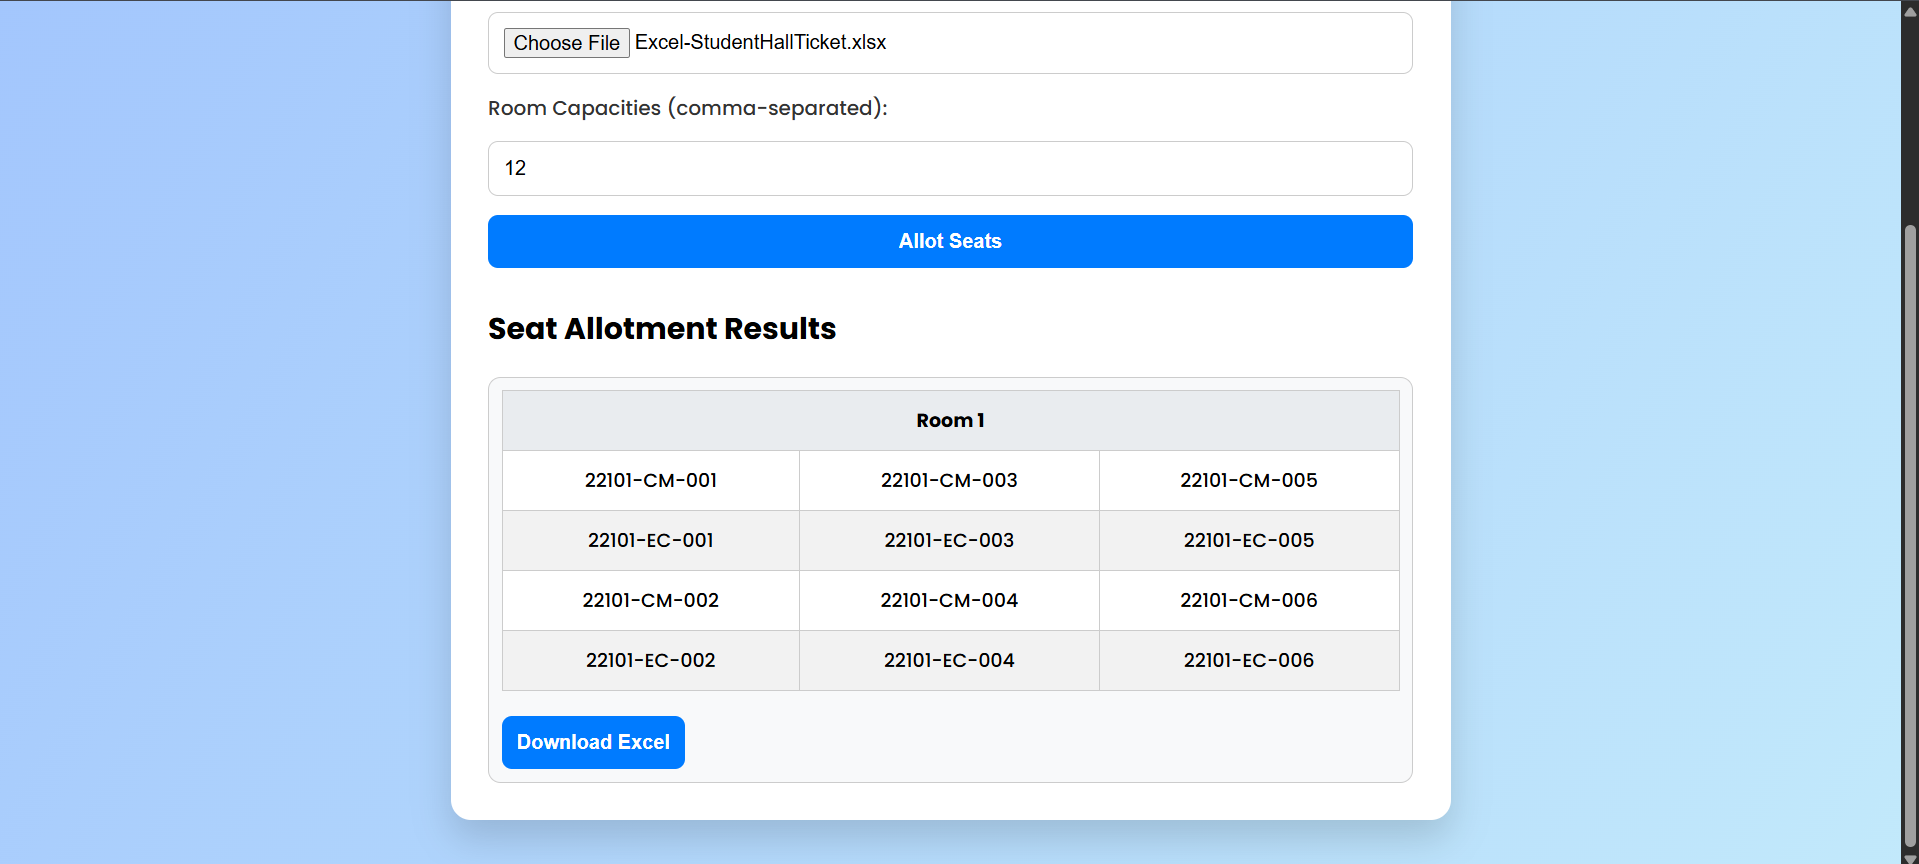 Choose File Excel-StudentHallTicket.xlsx
Room Capacities (comma-separated):
12
Allot Seats
Seat Allotment Results
Room 1
22101-CM-001 22101-CM-003 22101-CM-005
22101-EC-001 22101-EC-003 22101-EC-005
22101-CM-002 22101-CM-004 22101-CM-006
22101-EC-002 22101-EC-004 22101-EC-006
Download Excel